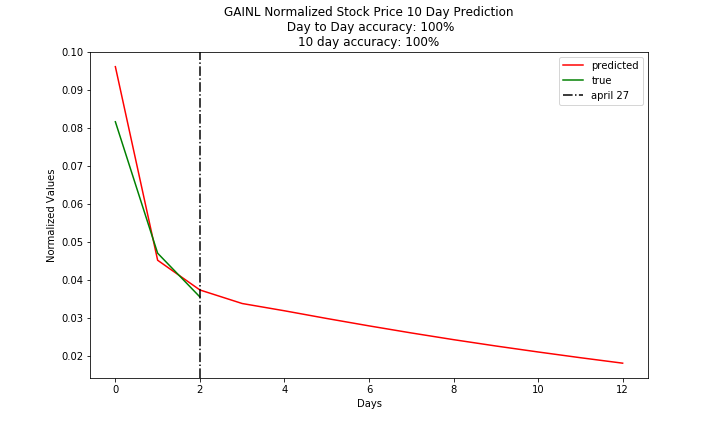 GAINL Normalized Stock Price 10 Day Prediction
Day to Day accuracy: 100%
10 day accuracy: 100%
0.10
0.09
0.08
0.07
0.06
0.05
0.04
0.03
0.02
Normalized Values
predicted
true
april 27
0 2 4 6 8 10 12
Days